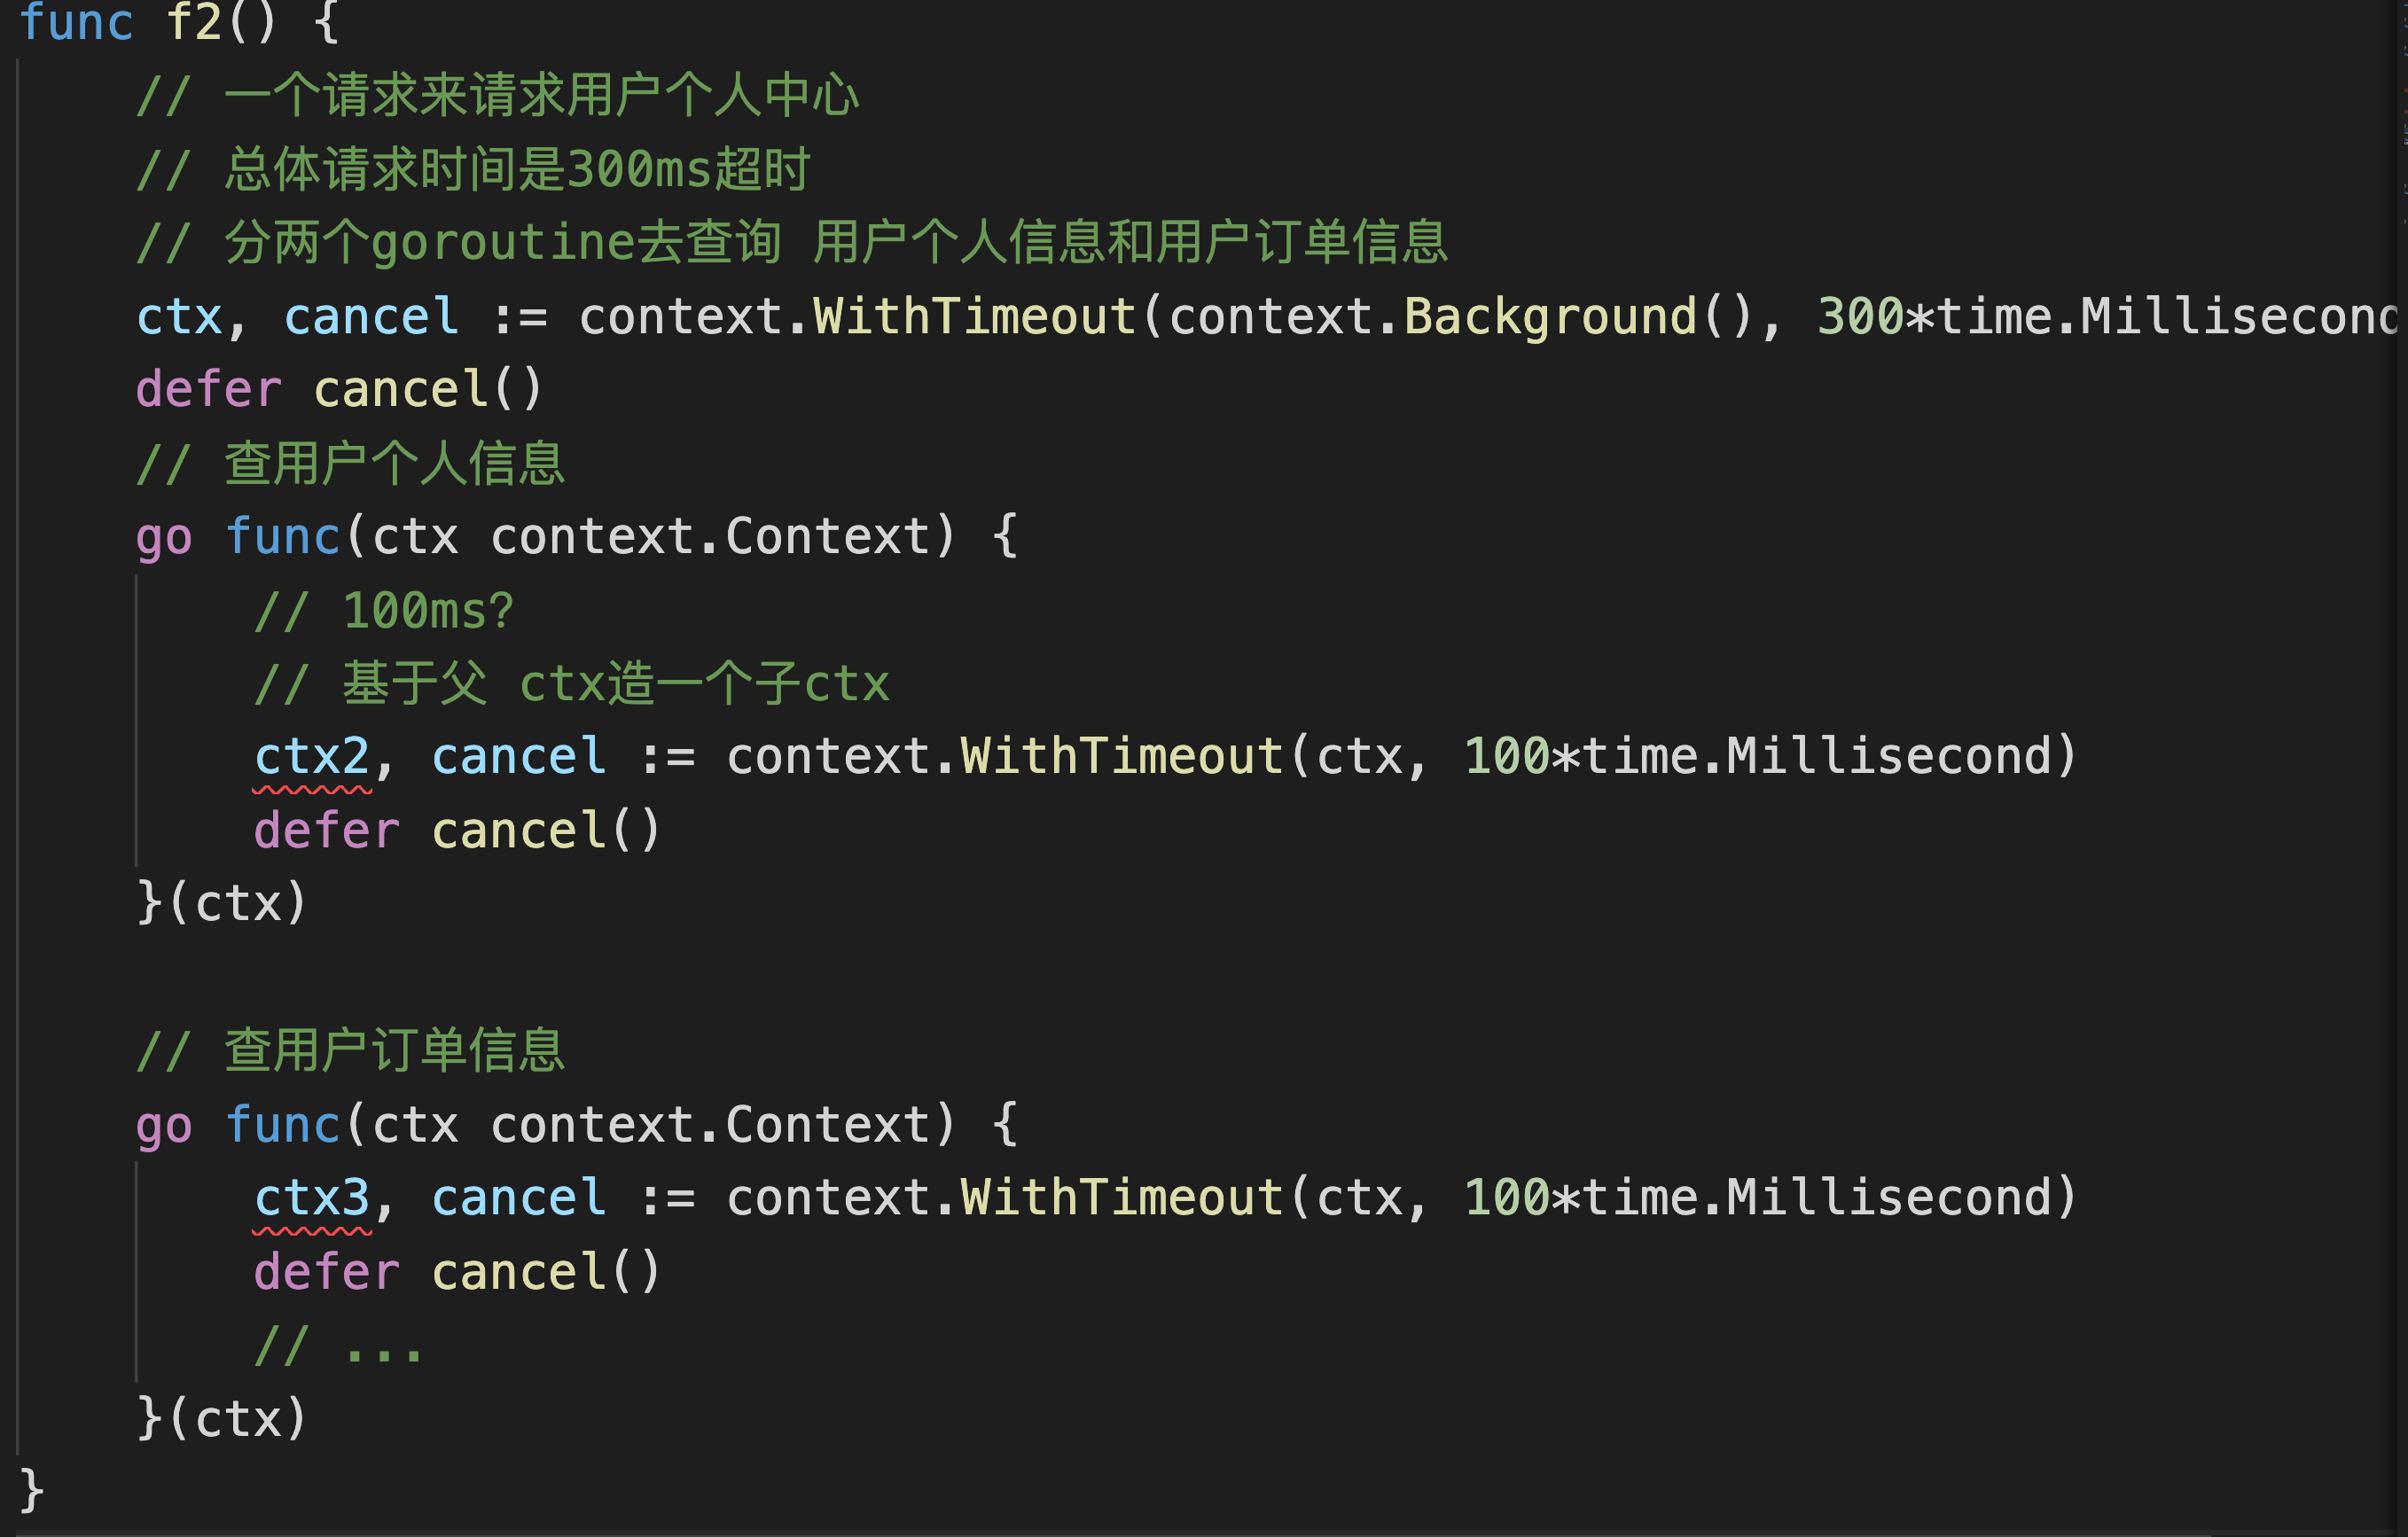 func f2() {
// 一个请求来请求用户个人中心
// 总体请求时间是300ms超时
// 分两个goroutine去查询 用户个人信息和用户订单信息
ctx, cancel := context.WithTimeout(context.Background(), 300*time.Millisecond
defer cancel()
// 查用户个人信息
go func(ctx context.Context) {
// 100ms?
// 基于父 ctx造一个子ctx
ctx2, cancel := context.WithTimeout(ctx, 100*time.Millisecond)
defer cancel()
}(ctx)
// 查用户订单信息
go func(ctx context.Context) {
ctx3, cancel := context.WithTimeout(ctx, 100*time.Millisecond)
defer cancel()
// ...
}(ctx)
}